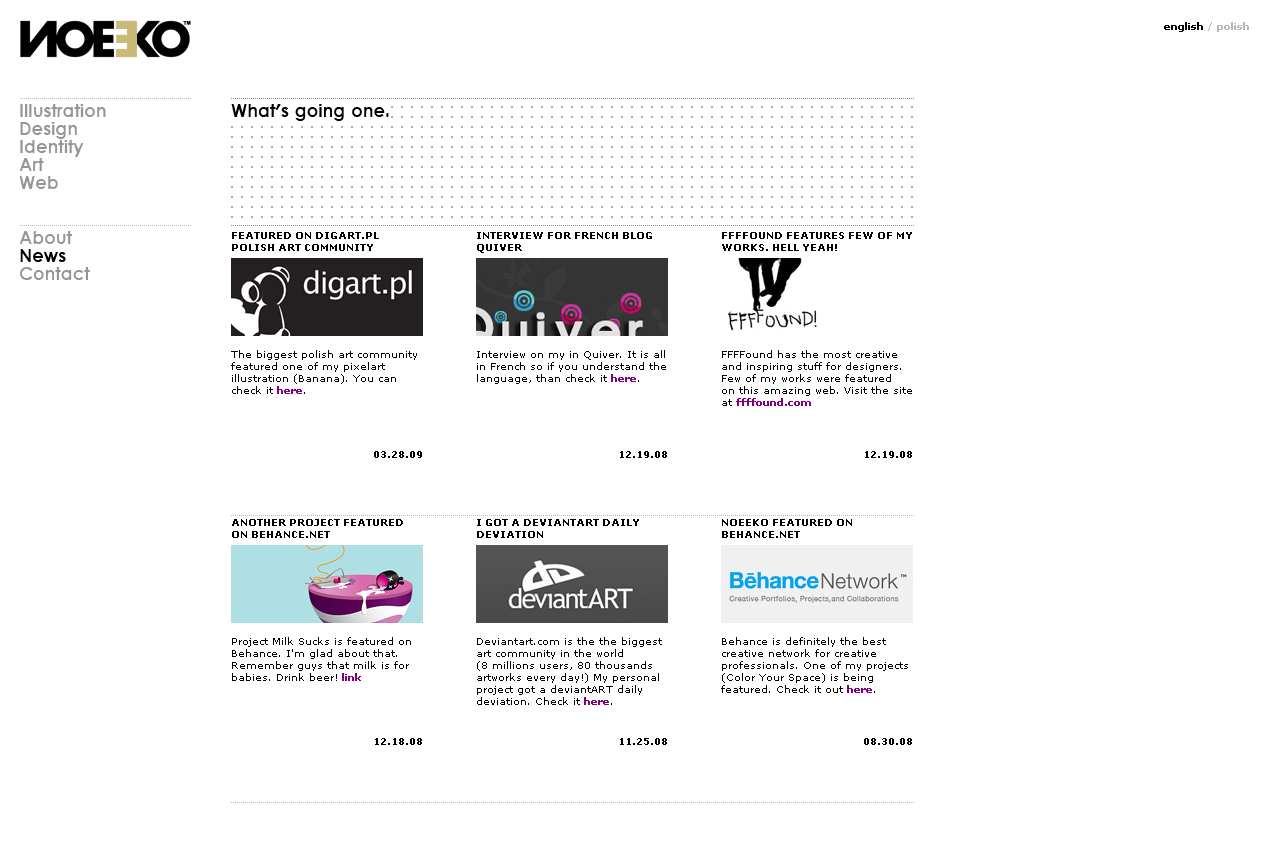 NOEEKO™
english / polish
Illustration
Design
Identity
Art
Web
About
News
Contact
What's going one.
FEATURED ON DIGART.PL
POLISH ART COMMUNITY
digart.pl
The biggest polish art community
featured one of my pixelart
illustration (Banana). You can
check it here.
03.28.09
INTERVIEW FOR FRENCH BLOG
QUIVER
Quiver
Interview on my in Quiver. It is all
in French so if you understand the
language, than check it here.
12.19.08
FFFFOUND FEATURES FEW OF MY
WORKS. HELL YEAH!
FFFFOUND!
FFFFound has the most creative
and inspiring stuff for designers.
Few of my works were featured
on this amazing web. Visit the site
at ffffound.com
12.19.08
ANOTHER PROJECT FEATURED
ON BEHANCE.NET
Project Milk Sucks is featured on
Behance. I'm glad about that.
Remember guys that milk is for
babies. Drink beer! link
12.18.08
I GOT A DEVIANTART DAILY
DEVIATION
deviantART
Deviantart.com is the the biggest
art community in the world
(8 millions users, 80 thousands
artworks every day!) My personal
project got a deviantART daily
deviation. Check it here.
11.25.08
NOEEKO FEATURED ON
BEHANCE.NET
BēhanceNetwork™
Creative Portfolios, Projects,and Collaborations
Behance is definitely the best
creative network for creative
professionals. One of my projects
(Color Your Space) is being
featured. Check it out here.
08.30.08